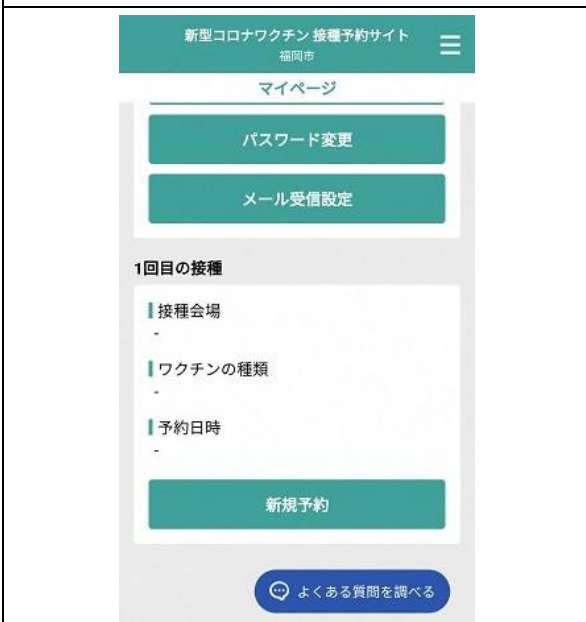 新型コロナワクチン 接種予約サイト
福岡市
マイページ
パスワード変更
メール受信設定
1回目の接種
接種会場
-
ワクチンの種類
-
予約日時
-
新規予約
よくある質問を調べる